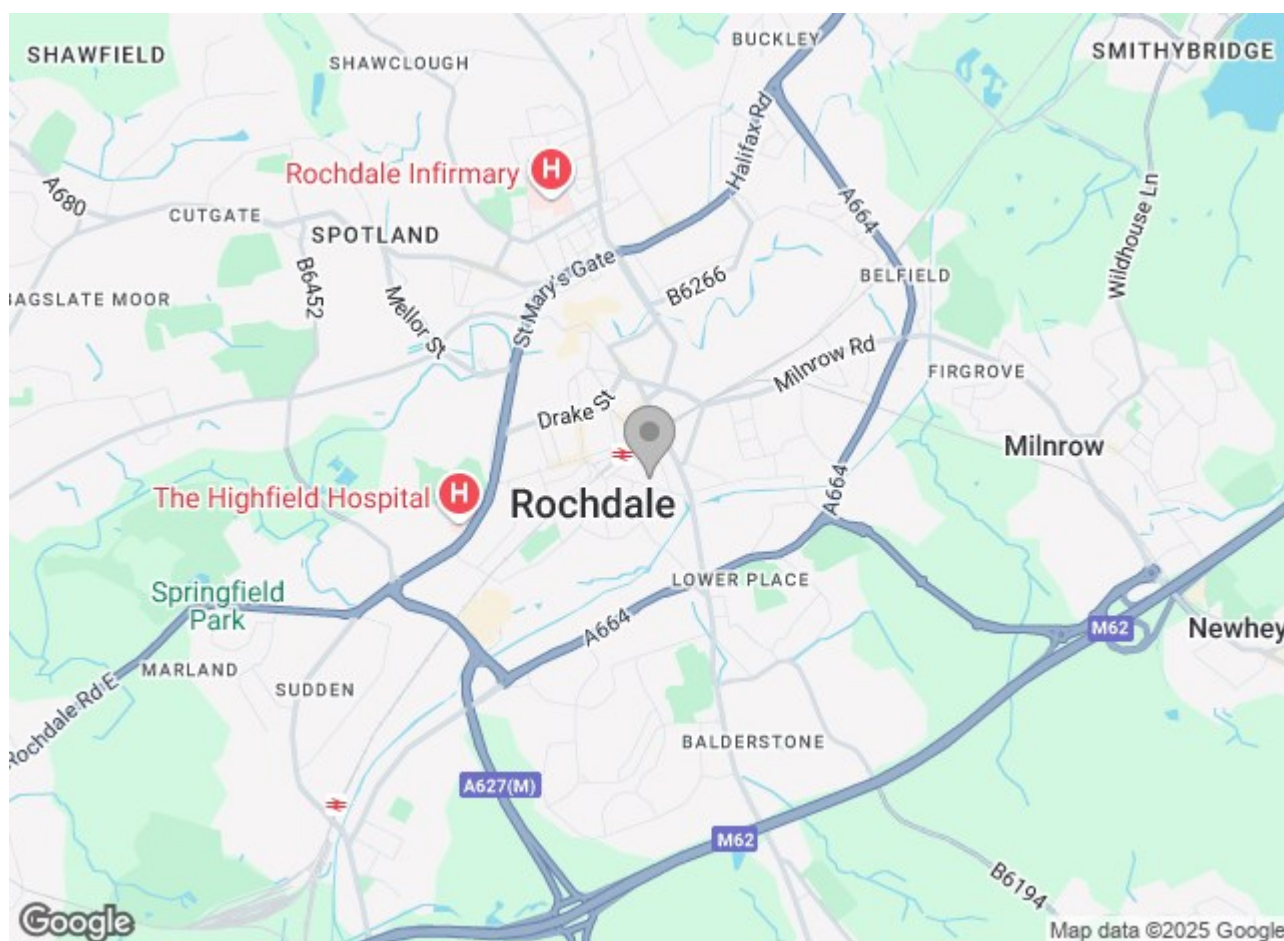 BUCKLEY
SHAWFIELD
SHAWCLOUGH
SMITHYBRIDGE
Halifax Rd
Rochdale Infirmary
H
A680
CUTGATE
SPOTLAND
A664
Wildhouse Ln
B6452
St Mary's Gate
B6266
BELFIELD
BAGSLATE MOOR
Mellor St
Milnrow Rd
FIRGROVE
Drake St
Milnrow
The Highfield Hospital
H
Rochdale
A664
LOWER PLACE
Springfield
Park
A664
M62
Newhey
MARLAND
SUDDEN
Rochdale Rd E
BALDERSTONE
A627(M)
M62
B6194
Google
Map data ©2025 Google